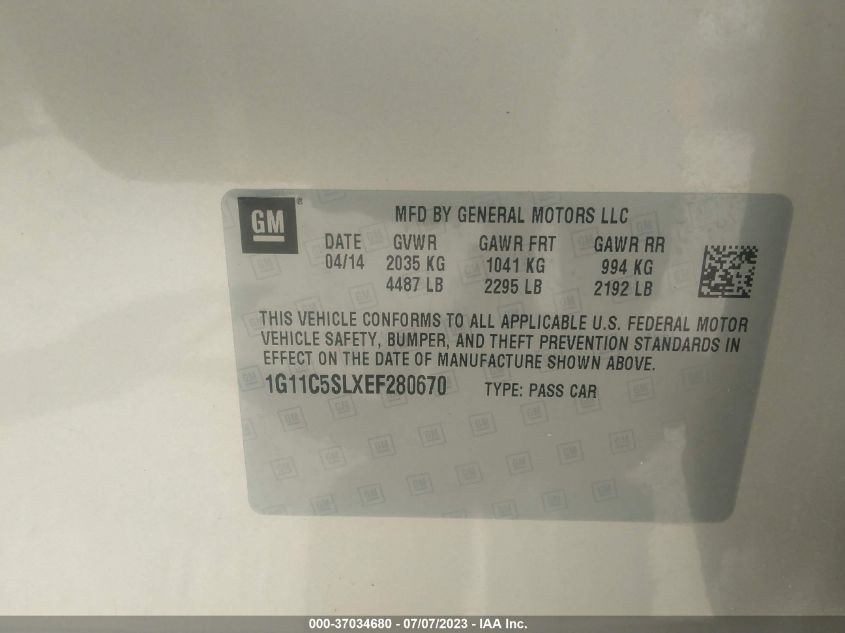 GM ®
MFD BY GENERAL MOTORS LLC
DATE GVWR GAWR FRT GAWR RR
04/14 2035 KG 1041 KG 994 KG
4487 LB 2295 LB 2192 LB
THIS VEHICLE CONFORMS TO ALL APPLICABLE U.S. FEDERAL MOTOR
VEHICLE SAFETY, BUMPER, AND THEFT PREVENTION STANDARDS IN
EFFECT ON THE DATE OF MANUFACTURE SHOWN ABOVE.
1G11C5SLXEF280670 TYPE: PASS CAR
000-37034680 - 07/07/2023 - IAA Inc.